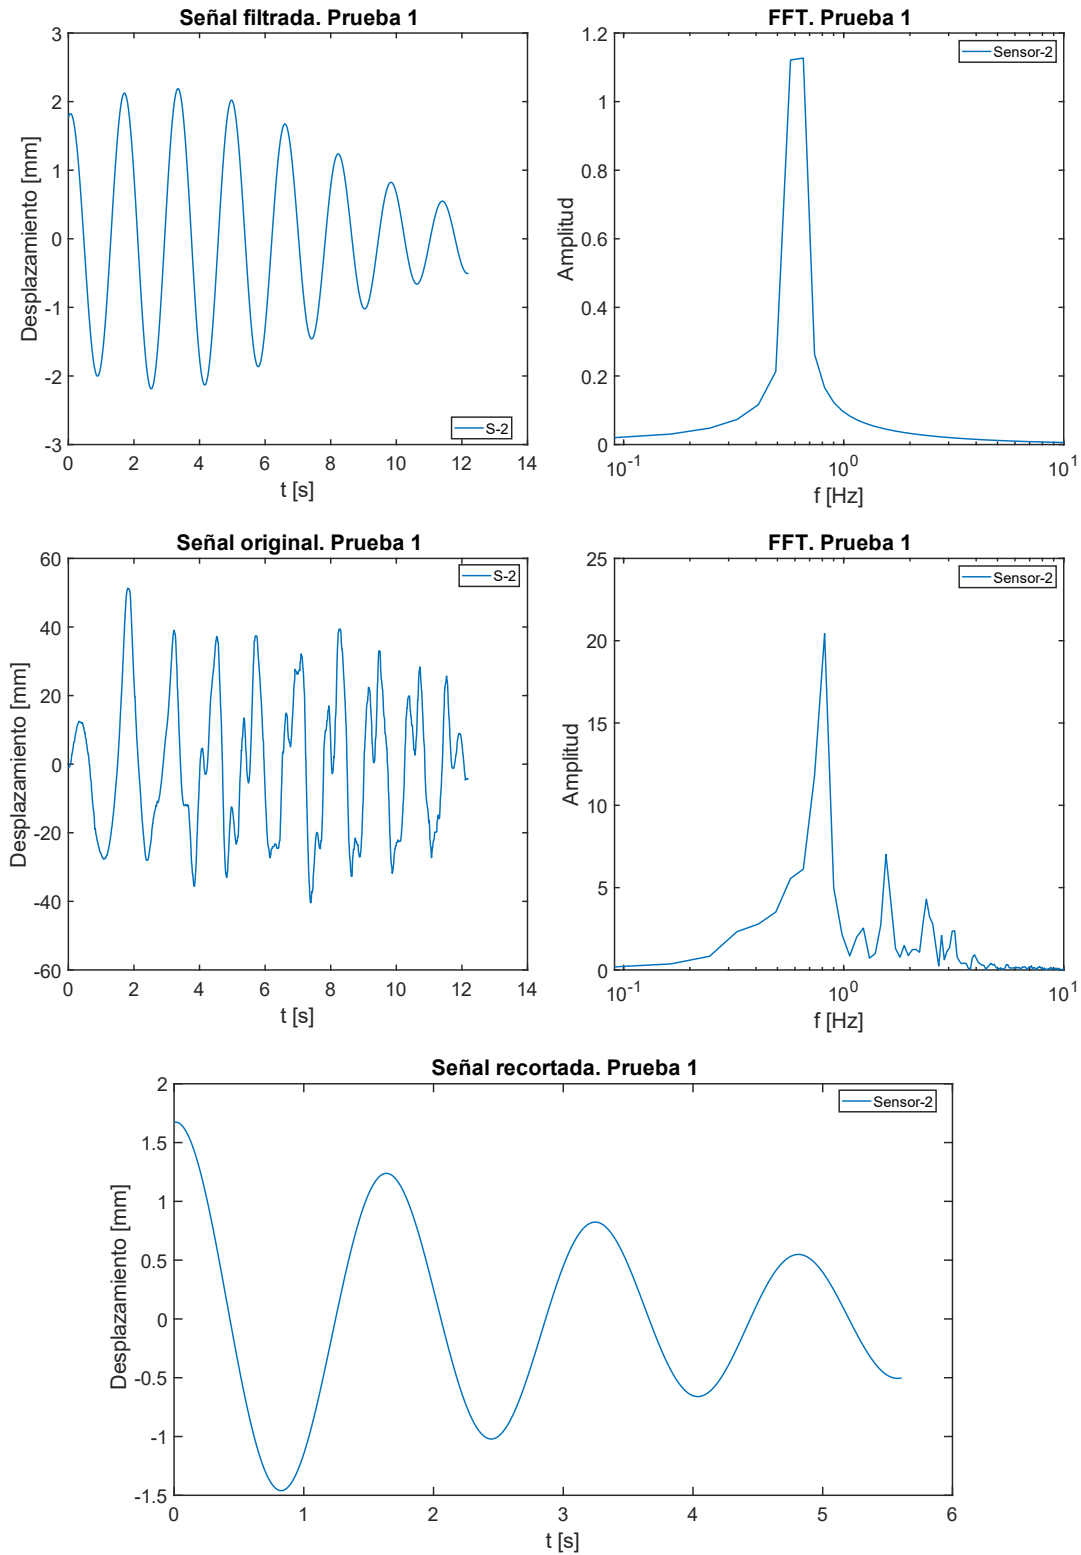 Señal filtrada. Prueba 1
3
2
1
0
-1
-2
-3
Desplazamiento [mm]
0 2 4 6 8 10 12 14
t [s]
S-2
FFT. Prueba 1
1.2
1
0.8
0.6
0.4
0.2
0
Amplitud
10^-1 10^0 10^1
f [Hz]
Sensor-2
Señal original. Prueba 1
60
40
20
0
-20
-40
-60
Desplazamiento [mm]
0 2 4 6 8 10 12 14
t [s]
S-2
FFT. Prueba 1
25
20
15
10
5
0
Amplitud
10^-1 10^0 10^1
f [Hz]
Sensor-2
Señal recortada. Prueba 1
2
1.5
1
0.5
0
-0.5
-1
-1.5
Desplazamiento [mm]
0 1 2 3 4 5 6
t [s]
Sensor-2